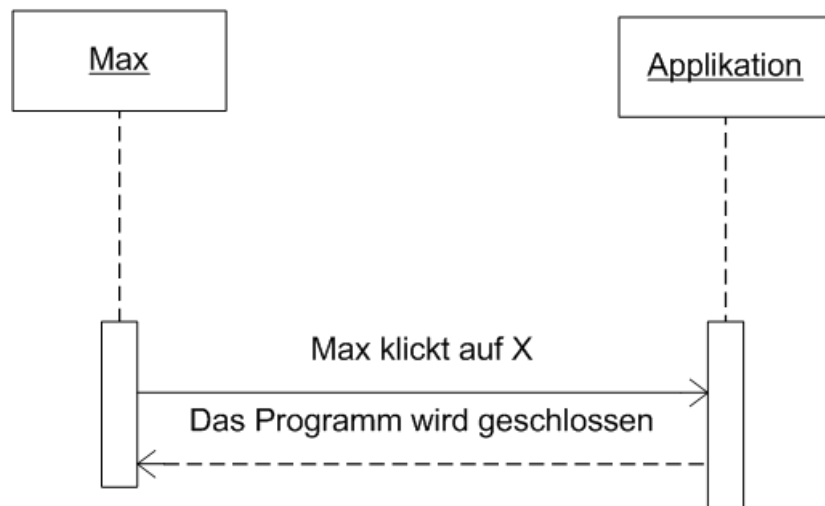 Max
Applikation
Max klickt auf X
Das Programm wird geschlossen